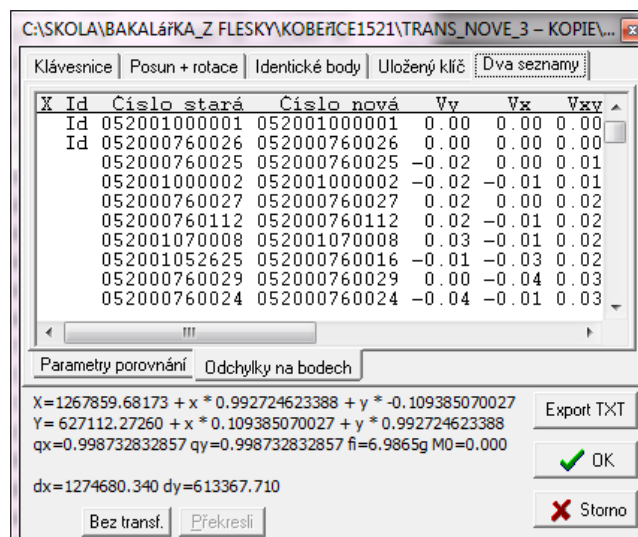 C:\SKOLA\BAKALářKA_Z FLESKY\KOBEřICE1521\TRANS_NOVE_3 – KOPIE\...
Klávesnice Posun + rotace Identické body Uložený klíč Dva seznamy
X Id Číslo stará Číslo nová Vy Vx Vxy
Id 052001000001 052001000001 0.00 0.00 0.00
Id 052000760026 052000760026 0.00 0.00 0.00
052000760025 052000760025 −0.02 0.00 0.01
052001000002 052001000002 −0.02 −0.01 0.01
052000760027 052000760027 0.02 0.00 0.02
052000760112 052000760112 0.02 −0.01 0.02
052001070008 052001070008 0.03 −0.01 0.02
052001052625 052000760016 −0.01 −0.03 0.02
052000760029 052000760029 0.00 −0.04 0.03
052000760024 052000760024 −0.04 −0.01 0.03
Parametry porovnání Odchylky na bodech
X=1267859.68173 + x * 0.992724623388 + y * -0.109385070027
Y= 627112.27260 + x * 0.109385070027 + y * 0.992724623388
qx=0.998732832857 qy=0.998732832857 fi=6.9865g M0=0.000
dx=1274680.340 dy=613367.710
Export TXT
OK
Storno
Bez transf. Překresli